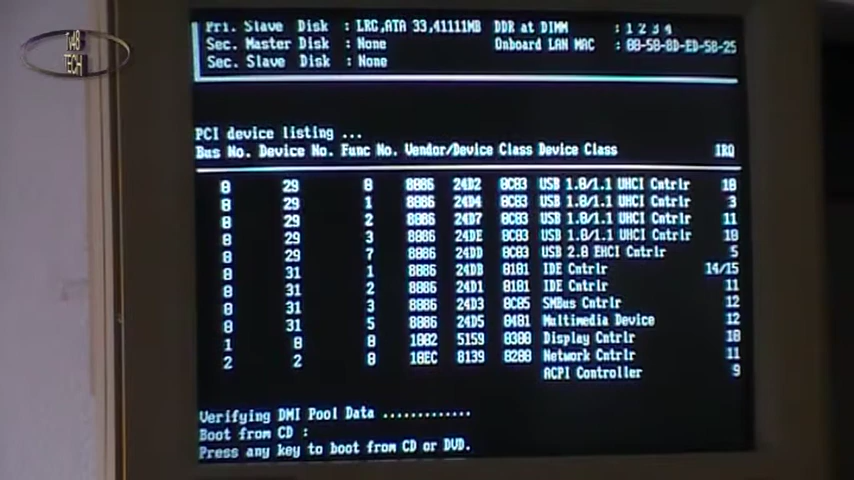 1x48
TECH
Pri. Slave Disk : LRG,ATA 33,41111MB DDR at DIMM : 1 2 3 4
Sec. Master Disk : None Onboard LAN MAC : 00-50-8D-ED-58-25
Sec. Slave Disk : None
PCI device listing ...
Bus No. Device No. Func No. Vendor/Device Class Device Class IRQ
0 29 0 8086 24D2 0C03 USB 1.0/1.1 UHCI Cntrlr 10
0 29 1 8086 24D4 0C03 USB 1.0/1.1 UHCI Cntrlr 3
0 29 2 8086 24D7 0C03 USB 1.0/1.1 UHCI Cntrlr 11
0 29 3 8086 24DE 0C03 USB 1.0/1.1 UHCI Cntrlr 10
0 29 7 8086 24DD 0C03 USB 2.0 EHCI Cntrlr 5
0 31 1 8086 24DB 0101 IDE Cntrlr 14/15
0 31 2 8086 24D1 0101 IDE Cntrlr 11
0 31 3 8086 24D3 0C05 SMBus Cntrlr 12
0 31 5 8086 24D5 0401 Multimedia Device 12
1 0 0 1002 5159 0300 Display Cntrlr 10
2 2 0 10EC 8139 0200 Network Cntrlr 11
ACPI Controller 9
Verifying DMI Pool Data .............
Boot from CD :
Press any key to boot from CD or DVD.